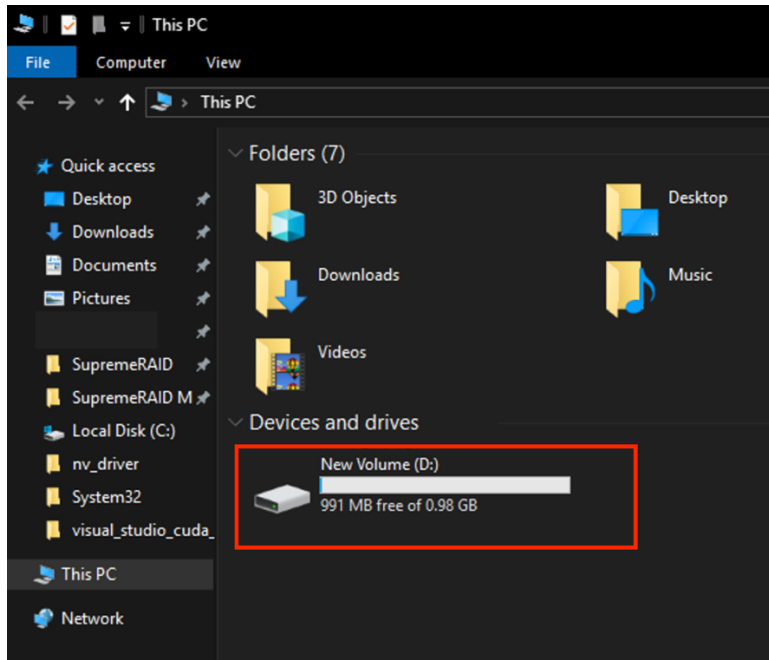 This PC
File Computer View
This PC
Quick access
Desktop
Downloads
Documents
Pictures
SupremeRAID
SupremeRAID M
Local Disk (C:)
nv_driver
System32
visual_studio_cuda_
This PC
Network
Folders (7)
3D Objects Desktop
Downloads Music
Videos
Devices and drives
New Volume (D:)
991 MB free of 0.98 GB